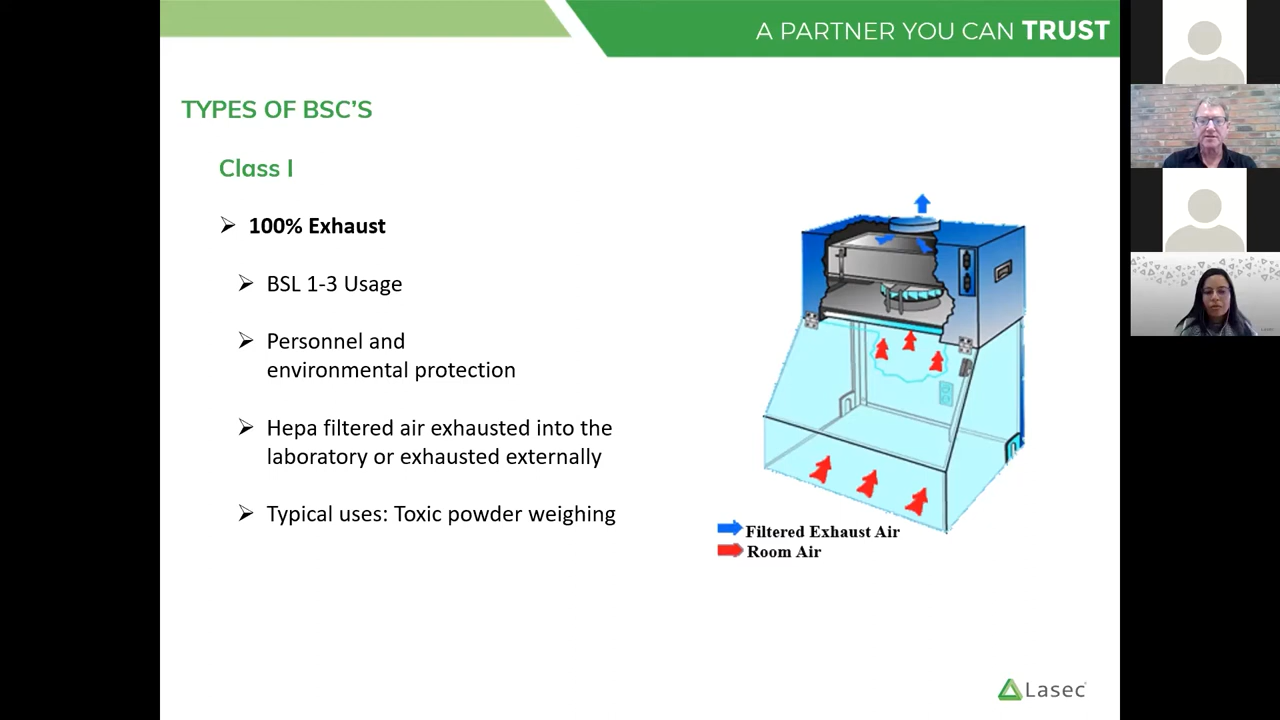 A PARTNER YOU CAN TRUST
TYPES OF BSC'S
Class I
100% Exhaust
BSL 1-3 Usage
Personnel and
environmental protection
Hepa filtered air exhausted into the
laboratory or exhausted externally
Typical uses: Toxic powder weighing
Filtered Exhaust Air
Room Air
Lasec